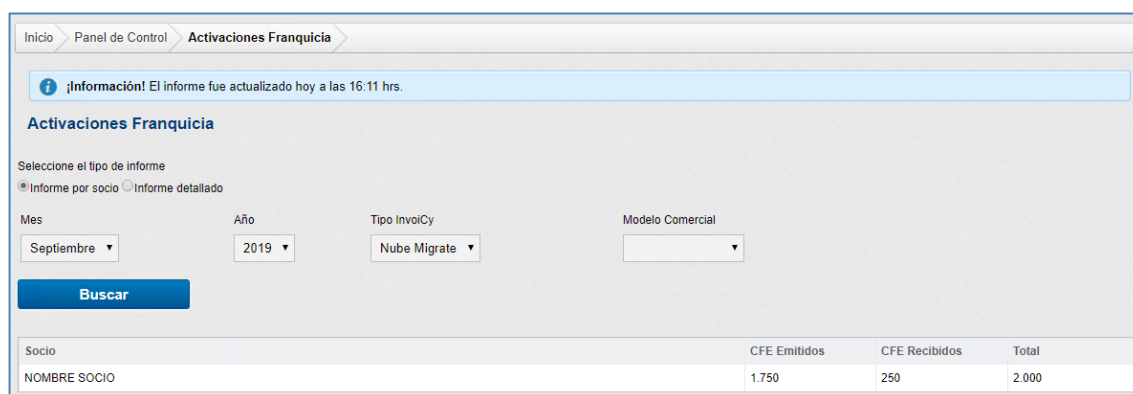 Inicio Panel de Control Activaciones Franquicia
¡Información! El informe fue actualizado hoy a las 16:11 hrs.
Activaciones Franquicia
Seleccione el tipo de informe
Informe por socio Informe detallado
Mes Año Tipo InvoiCy Modelo Comercial
Septiembre 2019 Nube Migrate
Buscar
Socio CFE Emitidos CFE Recibidos Total
NOMBRE SOCIO 1.750 250 2.000